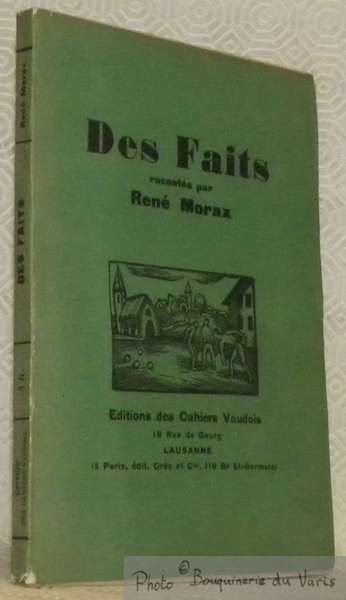 René Morax
DES FAITS
Des Faits
racontés par
René Morax
Editions des Cahiers Vaudois
19 Rue de Bourg
LAUSANNE
(à Paris, édit. Crès et Cie, 116 Bd St-Germain)
Photo © Bouquinerie du Varis